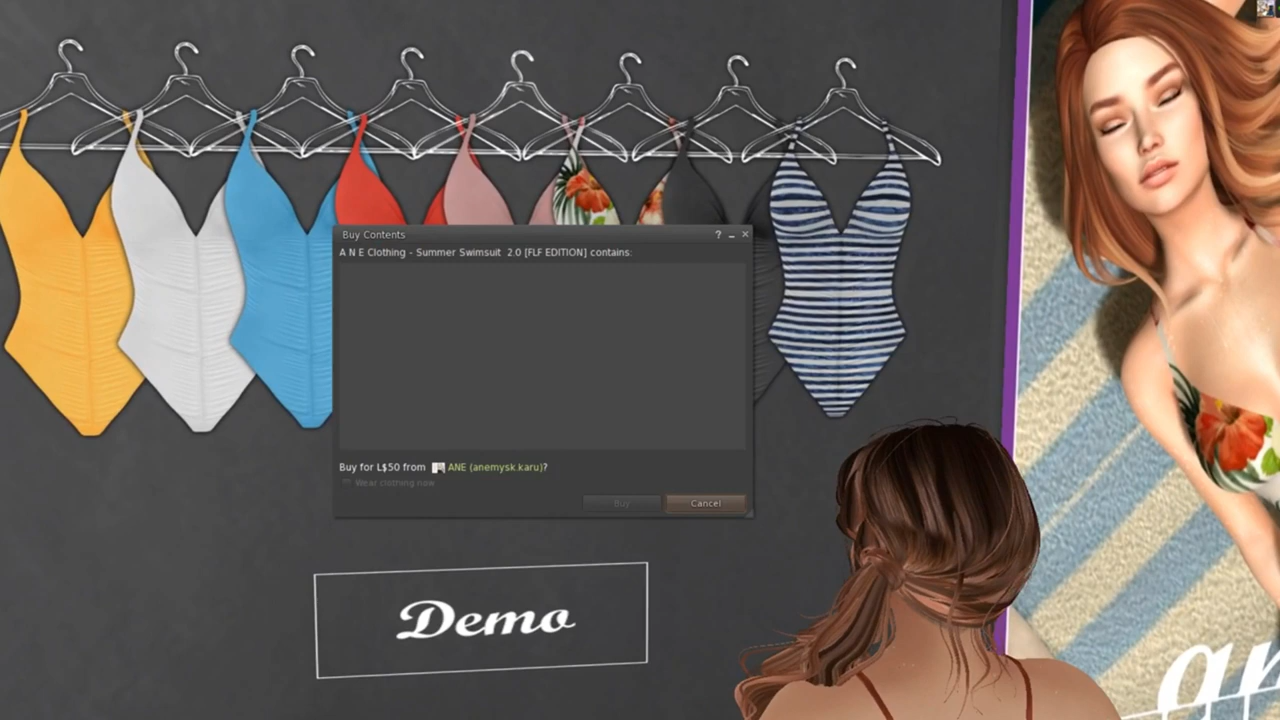 Buy Contents
A N E Clothing - Summer Swimsuit 2.0 [FLF EDITION] contains:
Buy for L$50 from ANE (anemysk.karu)?
Wear clothing now
Buy
Cancel
Demo